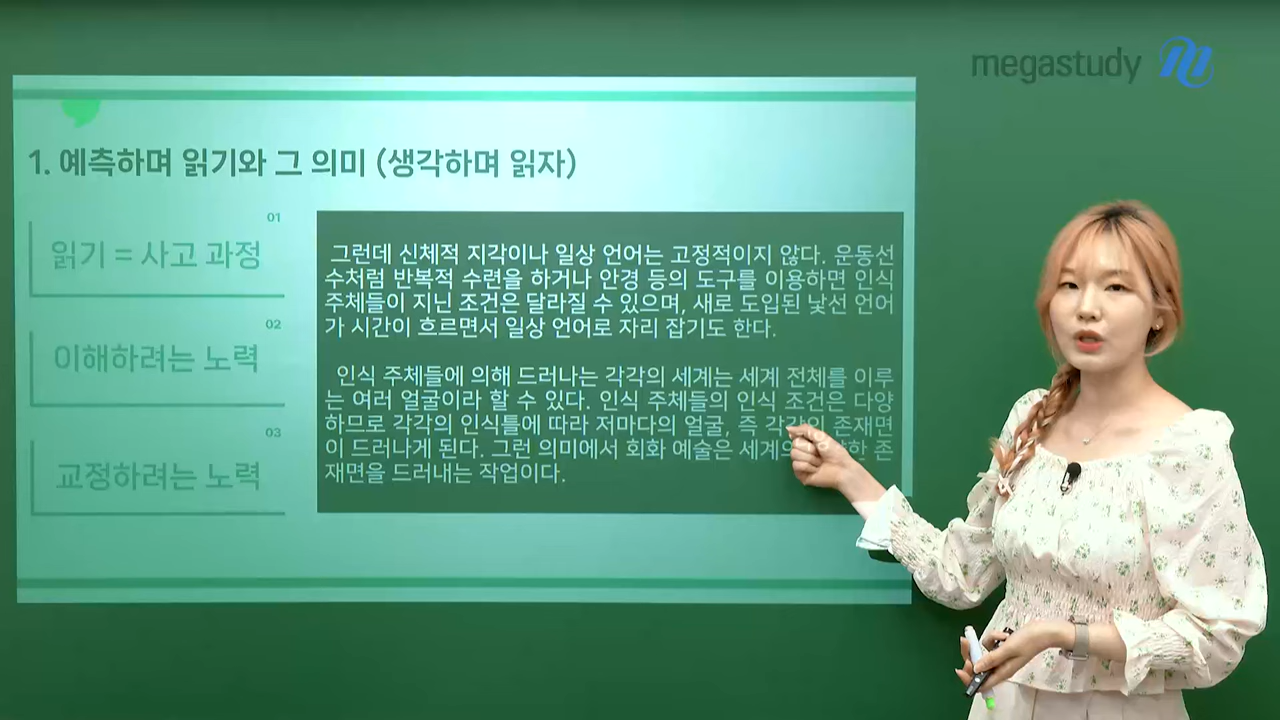 megastudy
1. 예측하며 읽기와 그 의미 (생각하며 읽자)
01
읽기 = 사고 과정
02
이해하려는 노력
03
교정하려는 노력
그런데 신체적 지각이나 일상 언어는 고정적이지 않다. 운동선
수처럼 반복적 수련을 하거나 안경 등의 도구를 이용하면 인식
주체들이 지닌 조건은 달라질 수 있으며, 새로 도입된 낯선 언어
가 시간이 흐르면서 일상 언어로 자리 잡기도 한다.
인식 주체들에 의해 드러나는 각각의 세계는 세계 전체를 이루
는 여러 얼굴이라 할 수 있다. 인식 주체들의 인식 조건은 다양
하므로 각각의 인식틀에 따라 저마다의 얼굴, 즉 각각의 존재면
이 드러나게 된다. 그런 의미에서 회화 예술은 세계의 존
재면을 드러내는 작업이다.